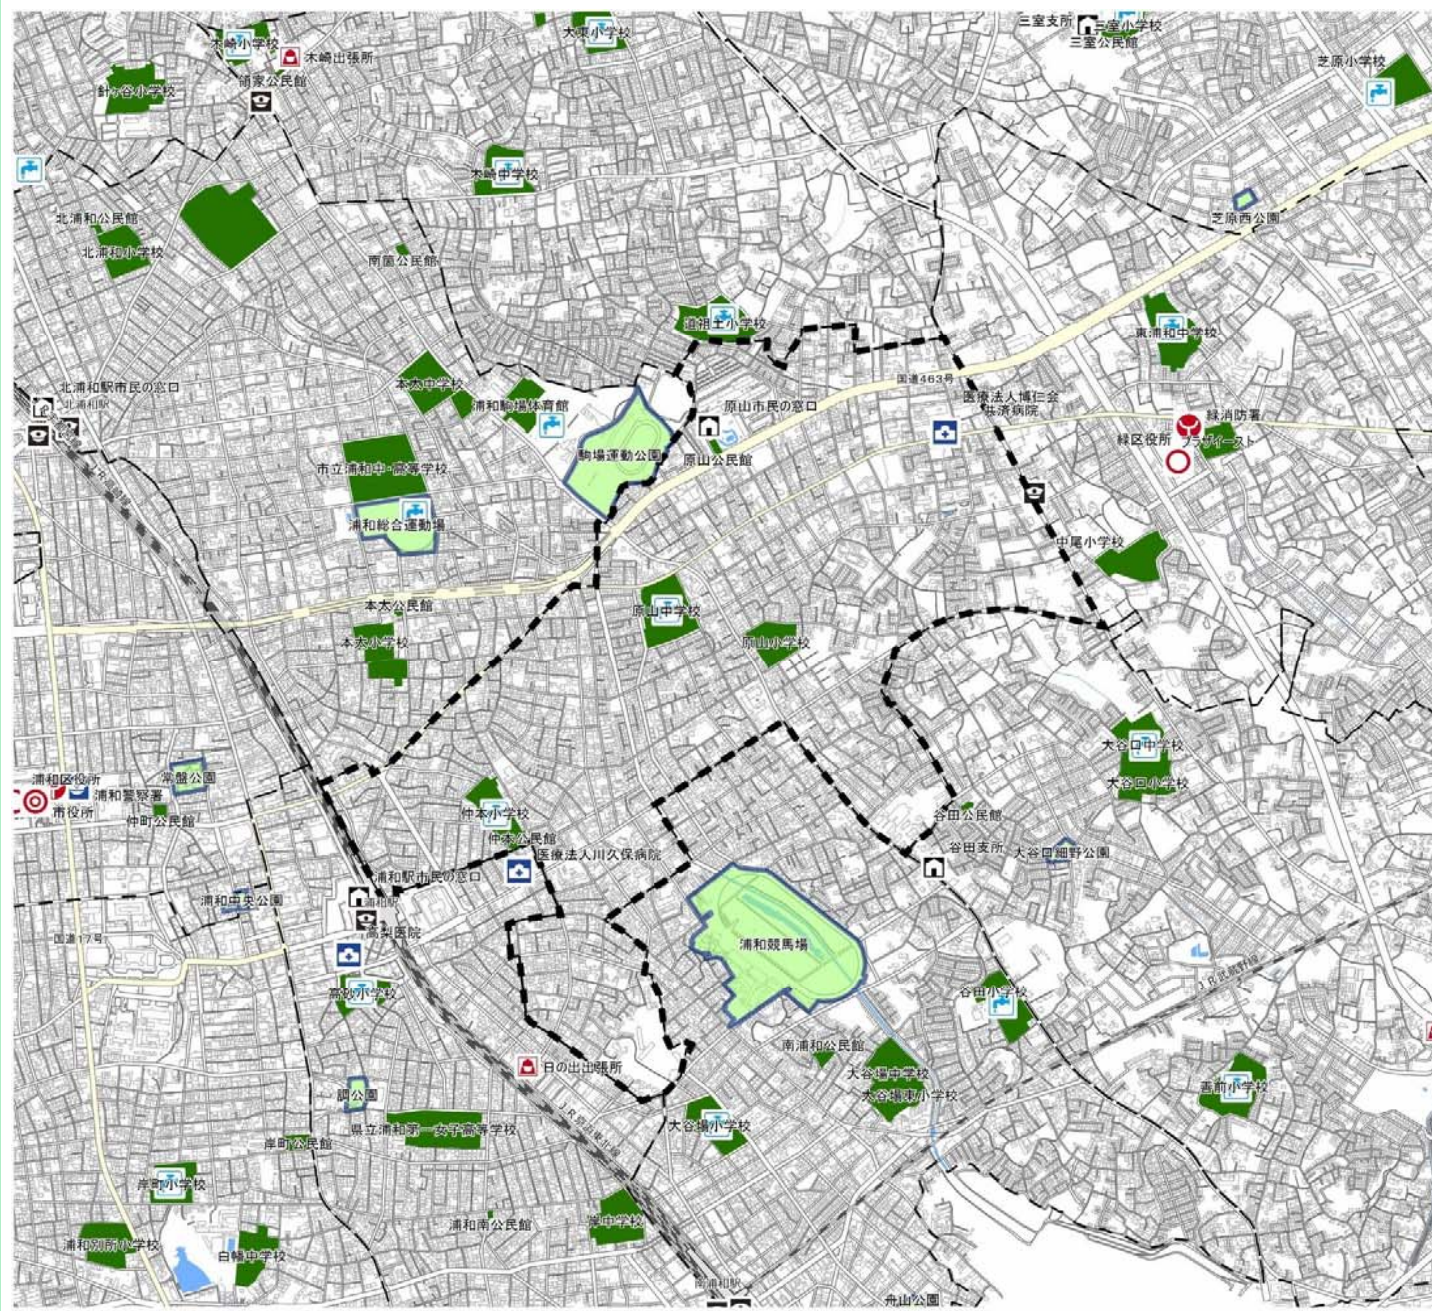 三室支所
三室小学校
三室公民館
木崎小学校
大東小学校
木崎出張所
領家公民館
芝原小学校
針ヶ谷小学校
木崎中学校
北浦和公民館
芝原西公園
北浦和小学校
南箇公民館
道祖土小学校
東浦和中学校
国道463号
北浦和駅市民の窓口
北浦和駅
本太中学校
浦和駒場体育館
原山市民の窓口
医療法人博仁会
共済病院
緑消防署
緑区役所
プラザイースト
駒場運動公園
原山公民館
市立浦和中・高等学校
浦和総合運動場
中尾小学校
本太公民館
原山中学校
本太小学校
原山小学校
大谷口中学校
浦和区役所
常盤公園
大谷口小学校
浦和警察署
市役所
仲町公民館
仲本小学校
谷田公民館
仲本公民館
谷田支所
大谷口細野公園
医療法人川久保病院
浦和駅市民の窓口
浦和中央公園
浦和駅
高梨医院
国道17号
浦和競馬場
JR武蔵野線
高砂小学校
谷田小学校
南浦和公民館
日の出出張所
大谷場中学校
善前小学校
調公園
大谷場東小学校
JR京浜東北線
県立浦和第一女子高等学校
大谷場小学校
岸町公民館
岸町小学校
浦和南公民館
岸中学校
浦和別所小学校
白幡中学校
南浦和駅
舟山公園